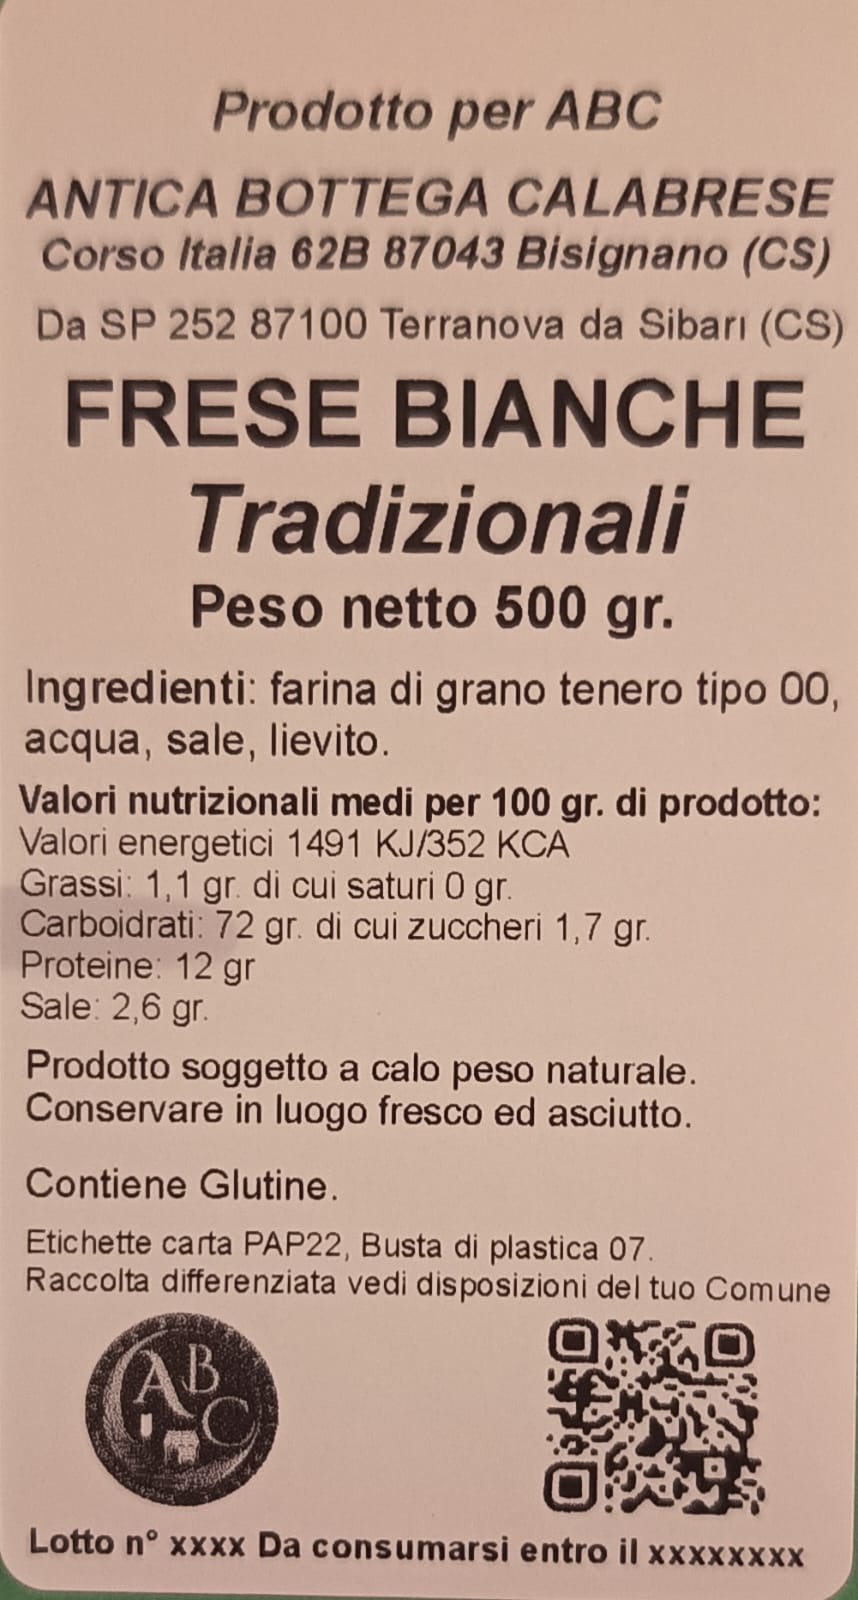 Prodotto per ABC
ANTICA BOTTEGA CALABRESE
Corso Italia 62B 87043 Bisignano (CS)
Da SP 252 87100 Terranova da Sibarı (CS)
FRESE BIANCHE
Tradizionali
Peso netto 500 gr.
Ingredienti: farina di grano tenero tipo 00,
acqua, sale, lievito.
Valori nutrizionali medi per 100 gr. di prodotto:
Valori energetici 1491 KJ/352 KCA
Grassi: 1,1 gr. di cui saturi 0 gr.
Carboidrati: 72 gr. di cui zuccheri 1,7 gr.
Proteine: 12 gr
Sale: 2,6 gr.
Prodotto soggetto a calo peso naturale.
Conservare in luogo fresco ed asciutto.
Contiene Glutine.
Etichette carta PAP22, Busta di plastica 07.
Raccolta differenziata vedi disposizioni del tuo Comune
ABC
Lotto n° xxxx Da consumarsi entro il xxxxxxxx